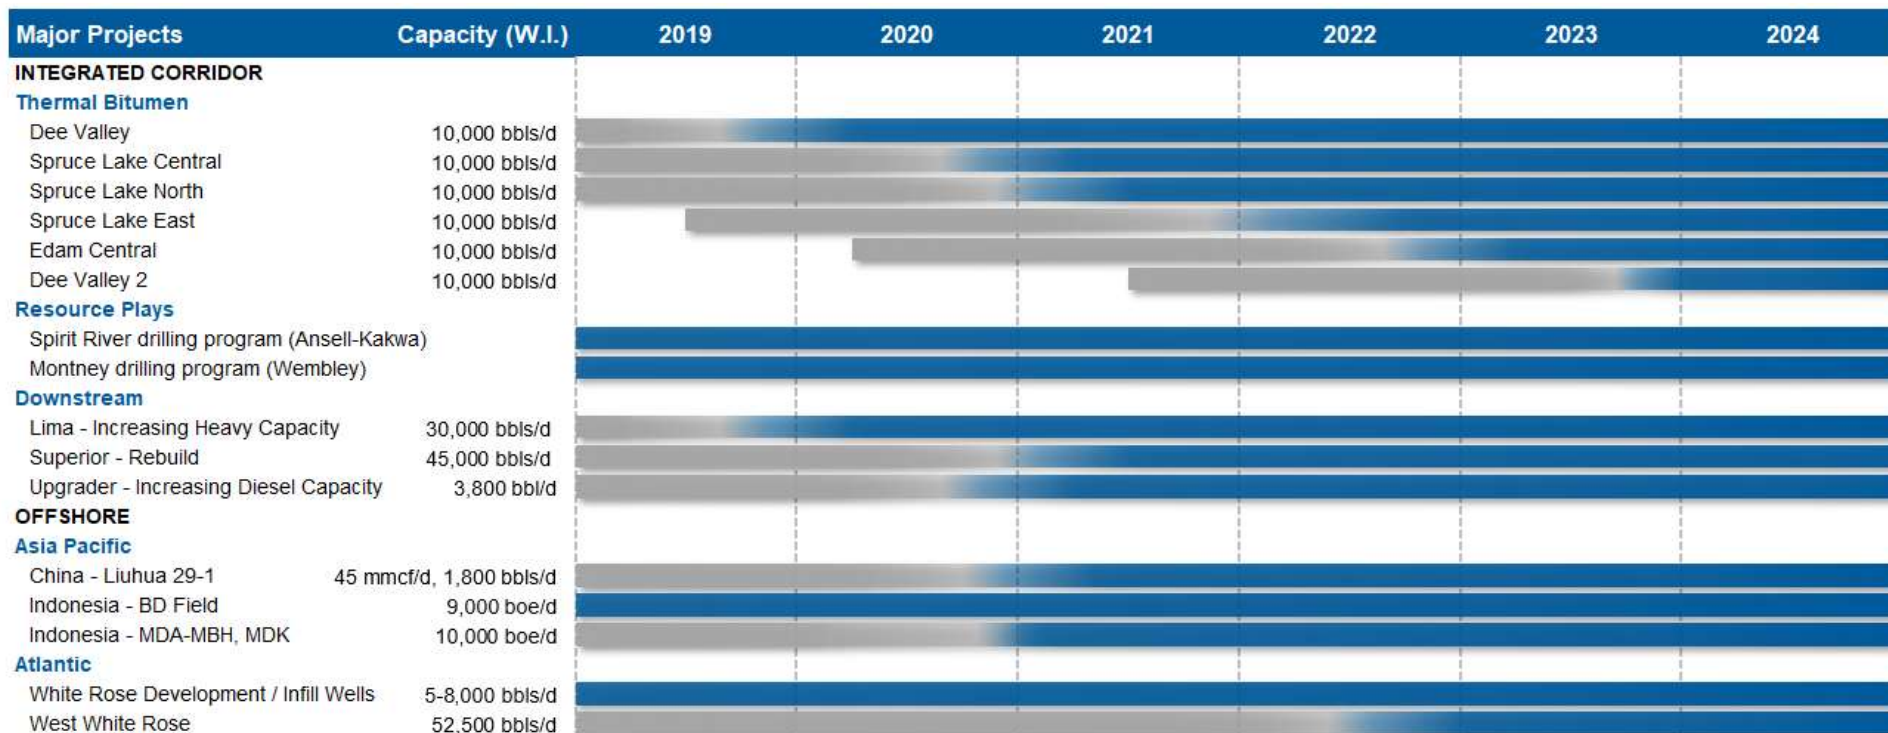 Major Projects Capacity (W.I.) 2019 2020 2021 2022 2023 2024
INTEGRATED CORRIDOR
Thermal Bitumen
Dee Valley 10,000 bbls/d
Spruce Lake Central 10,000 bbls/d
Spruce Lake North 10,000 bbls/d
Spruce Lake East 10,000 bbls/d
Edam Central 10,000 bbls/d
Dee Valley 2 10,000 bbls/d
Resource Plays
Spirit River drilling program (Ansell-Kakwa)
Montney drilling program (Wembley)
Downstream
Lima - Increasing Heavy Capacity 30,000 bbls/d
Superior - Rebuild 45,000 bbls/d
Upgrader - Increasing Diesel Capacity 3,800 bbl/d
OFFSHORE
Asia Pacific
China - Liuhua 29-1 45 mmcf/d, 1,800 bbls/d
Indonesia - BD Field 9,000 boe/d
Indonesia - MDA-MBH, MDK 10,000 boe/d
Atlantic
White Rose Development / Infill Wells 5-8,000 bbls/d
West White Rose 52,500 bbls/d